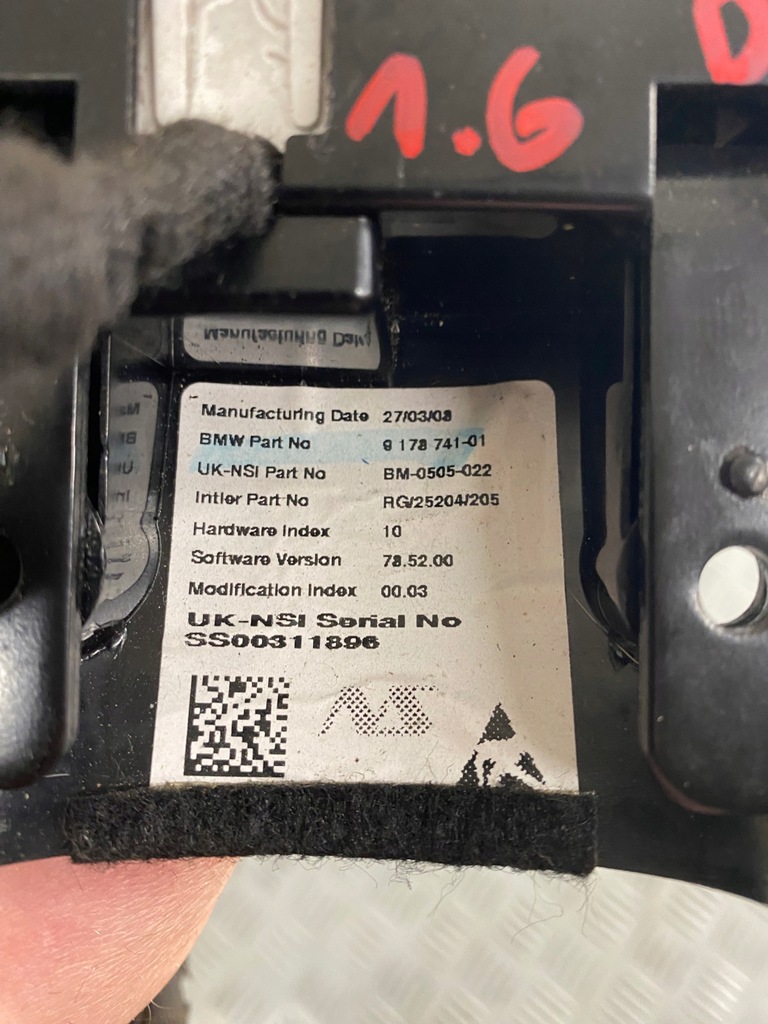 1.6 D
Manufacturing Date
Manufacturing Date 27/03/08
BMW Part No 9 178 741-01
UK-NSI Part No BM-0505-022
Intier Part No RG/25204/205
Hardware Index 10
Software Version 78.52.00
Modification Index 00.03
UK-NSI Serial No
SS00311896